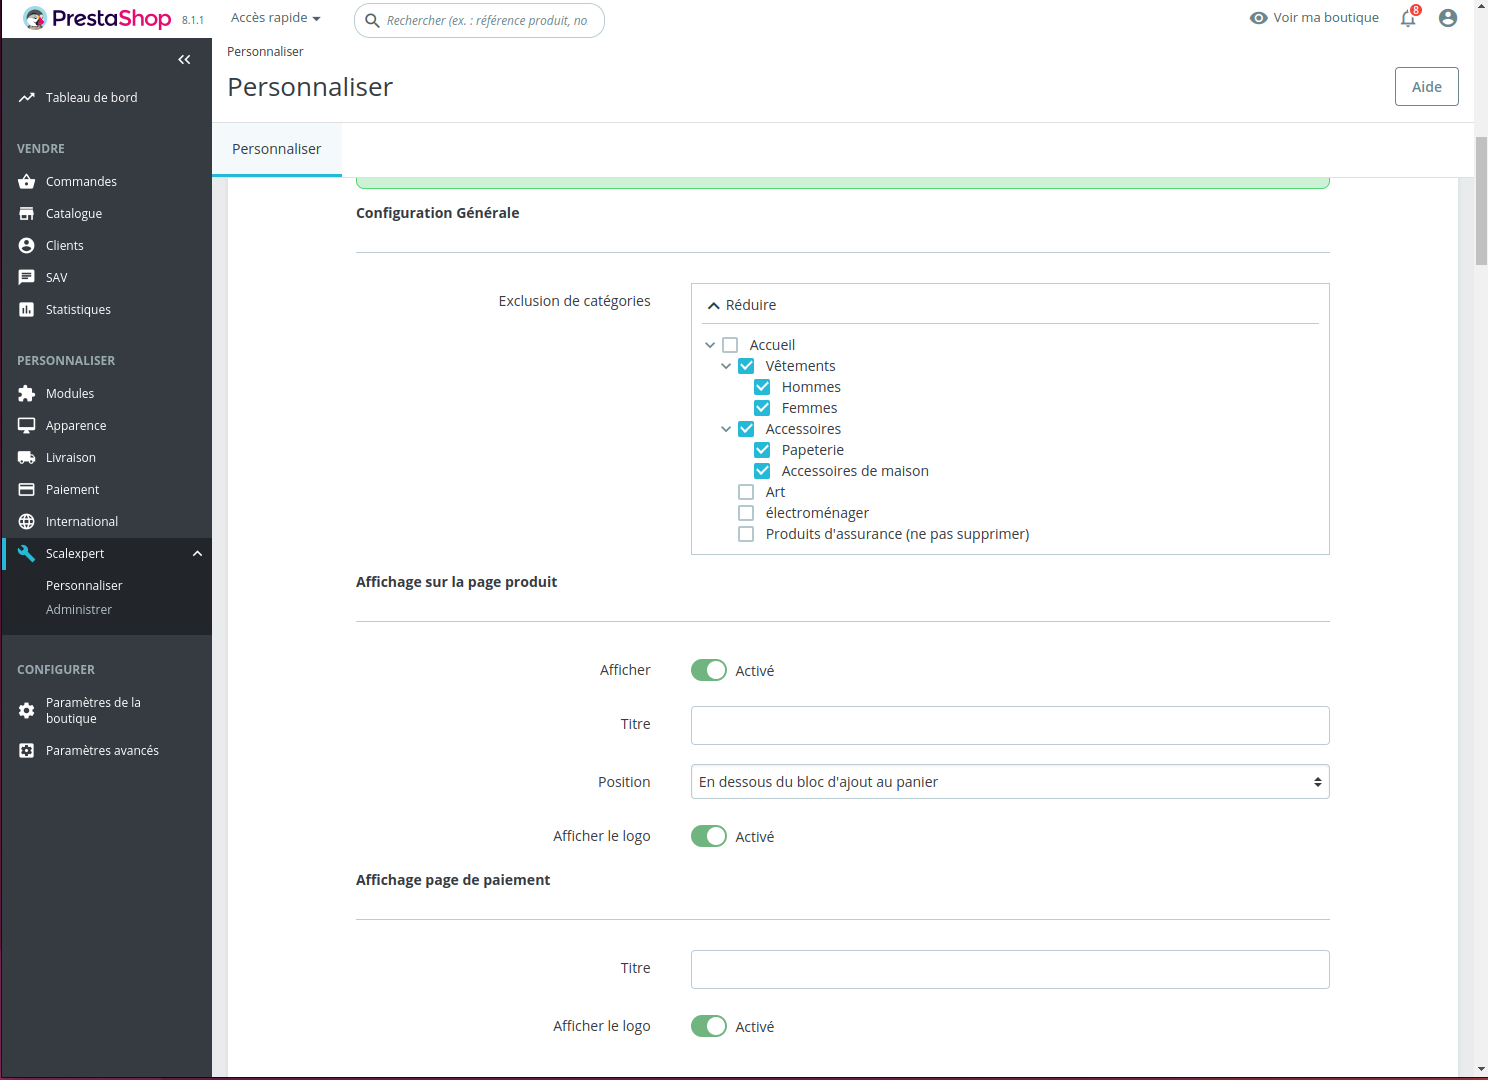 PrestaShop 8.1.1
Accès rapide
Rechercher (ex. : référence produit, no
Voir ma boutique
8
Personnaliser
Personnaliser
Aide
Personnaliser
Tableau de bord
VENDRE
Commandes
Catalogue
Clients
SAV
Statistiques
PERSONNALISER
Modules
Apparence
Livraison
Paiement
International
Scalexpert
Personnaliser
Administrer
CONFIGURER
Paramètres de la
boutique
Paramètres avancés
Configuration Générale
Exclusion de catégories
Réduire
Accueil
Vêtements
Hommes
Femmes
Accessoires
Papeterie
Accessoires de maison
Art
électroménager
Produits d'assurance (ne pas supprimer)
Affichage sur la page produit
Afficher
Activé
Titre
Position
En dessous du bloc d'ajout au panier
Afficher le logo
Activé
Affichage page de paiement
Titre
Afficher le logo
Activé